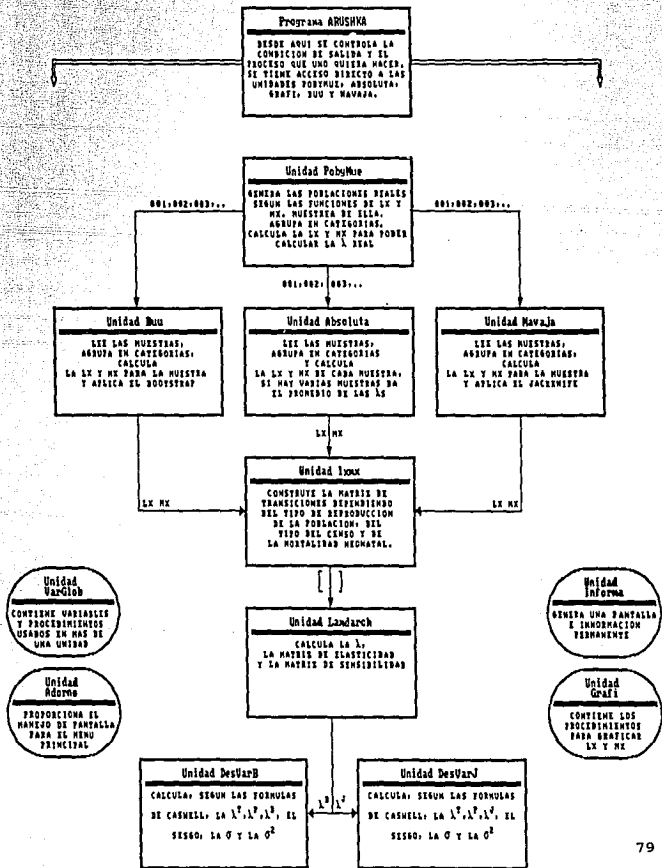 Programa ARUSHKA
DESDE AQUI SE CONTROLA LA
CONDICION DE SALIDA Y EL
PROCESO QUE UNO QUIERA HACER.
SE TIENE ACCESO DIRECTO A LAS
UNIDADES POBYMUE, ABSOLUTA,
GRAFI, BUU Y NAVAJA.
Unidad PobyMue
GENERA LAS POBLACIONES REALES
SEGUN LAS FUNCIONES DE LX Y
MX. MUESTREA DE ELLA.
AGRUPA EN CATEGORIAS.
CALCULA LA LX Y MX PARA PODER
CALCULAR LA λ REAL
001,002,003,..
001,002,003,..
001,002, 003,..
Unidad Buu
LEE LAS MUESTRAS,
AGRUPA EN CATEGORIAS,
CALCULA
LA LX Y MX PARA LA MUESTRA
Y APLICA EL BOOTSTRAP
Unidad Absoluta
LEE LAS MUESTRAS,
AGRUPA EN CATEGORIAS
Y CALCULA
LA LX Y MX DE CADA MUESTRA,
SI HAY VARIAS MUESTRAS DA
EL PROMEDIO DE LAS λS
Unidad Navaja
LEE LAS MUESTRAS,
AGRUPA EN CATEGORIAS,
CALCULA
LA LX Y MX PARA LA MUESTRA
Y APLICA EL JACKKNIFE
LX MX
LX MX
LX MX
Unidad lxmx
CONSTRUYE LA MATRIZ DE
TRANSICIONES DEPENDIENDO
DEL TIPO DE REPRODUCCION
DE LA POBLACION, DEL
TIPO DEL CENSO Y DE
LA MORTALIDAD NEONATAL.
[ ]
Unidad Landarch
CALCULA LA λ,
LA MATRIZ DE ELASTICIDAD
Y LA MATRIZ DE SENSIBILIDAD
Unidad
VarGlob
CONTIENE VARIABLES
Y PROCEDIMIENTOS
USADOS EN MAS DE
UNA UNIDAD
Unidad
Informa
GENERA UNA PANTALLA
E INNORMACION
PERMANENTE
Unidad
Adorno
PROPORCIONA EL
MANEJO DE PANTALLA
PARA EL MENU
PRINCIPAL
Unidad
Grafi
CONTIENE LOS
PROCEDIMIENTOS
PARA GRAFICAR
LX Y MX
Unidad DesVarB
CALCULA, SEGUN LAS FORMULAS
DE CASWELL, LA λᵀ,λᴾ,λᴮ, EL
SESGO, LA σ Y LA σ²
λᴮ λᴶ
Unidad DesVarJ
CALCULA, SEGUN LAS FORMULAS
DE CASWELL, LA λᵀ,λᴾ,λᴶ, EL
SESGO, LA σ Y LA σ²
79